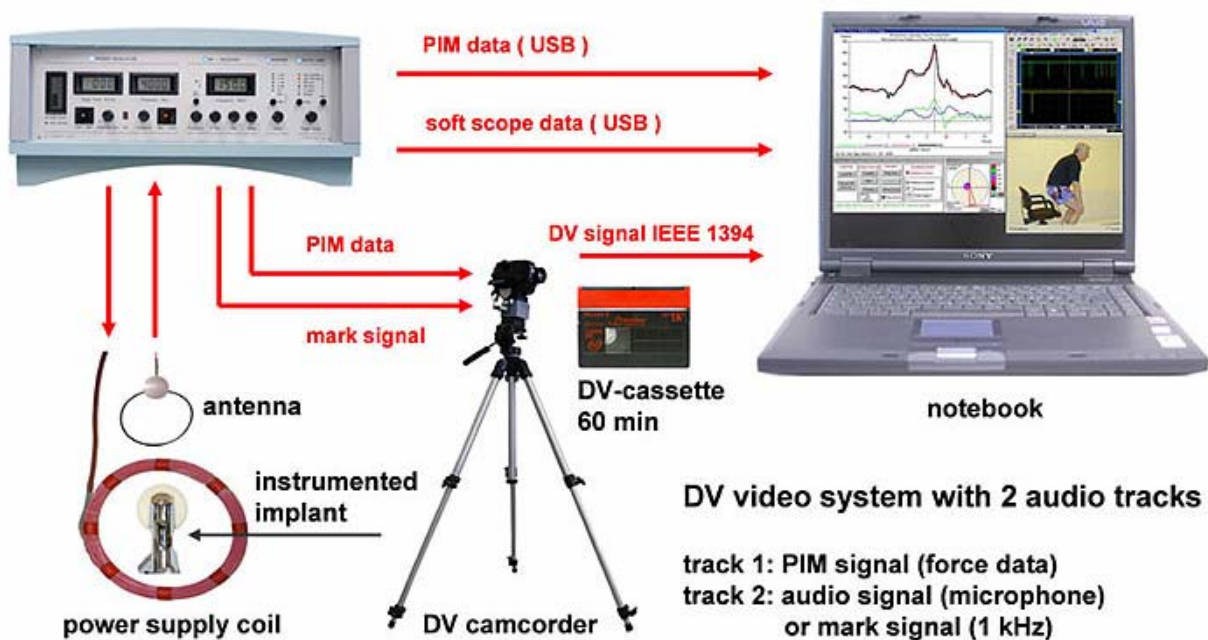 PIM data ( USB )
soft scope data ( USB )
PIM data
mark signal
DV signal IEEE 1394
SONY
antenna
instrumented
implant
power supply coil
DV camcorder
DV-cassette
60 min
notebook
DV video system with 2 audio tracks
track 1: PIM signal (force data)
track 2: audio signal (microphone)
or mark signal (1 kHz)